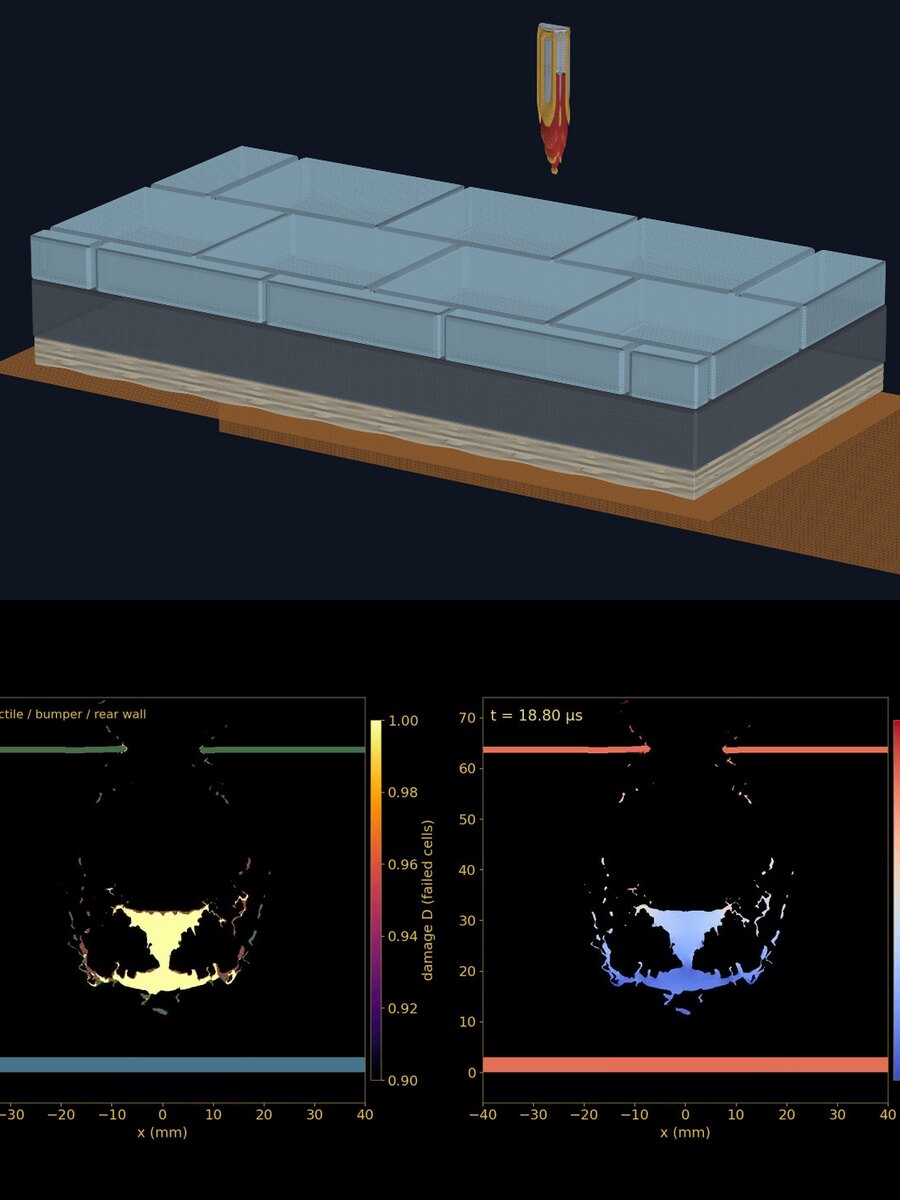 ctile / bumper / rear wall
1.00
0.98
0.96
0.94
0.92
0.90
damage D (failed cells)
−30 −20 −10 0 10 20 30 40
x (mm)
t = 18.80 μs
70
60
50
40
30
20
10
0
−40 −30 −20 −10 0 10 20 30 40
x (mm)